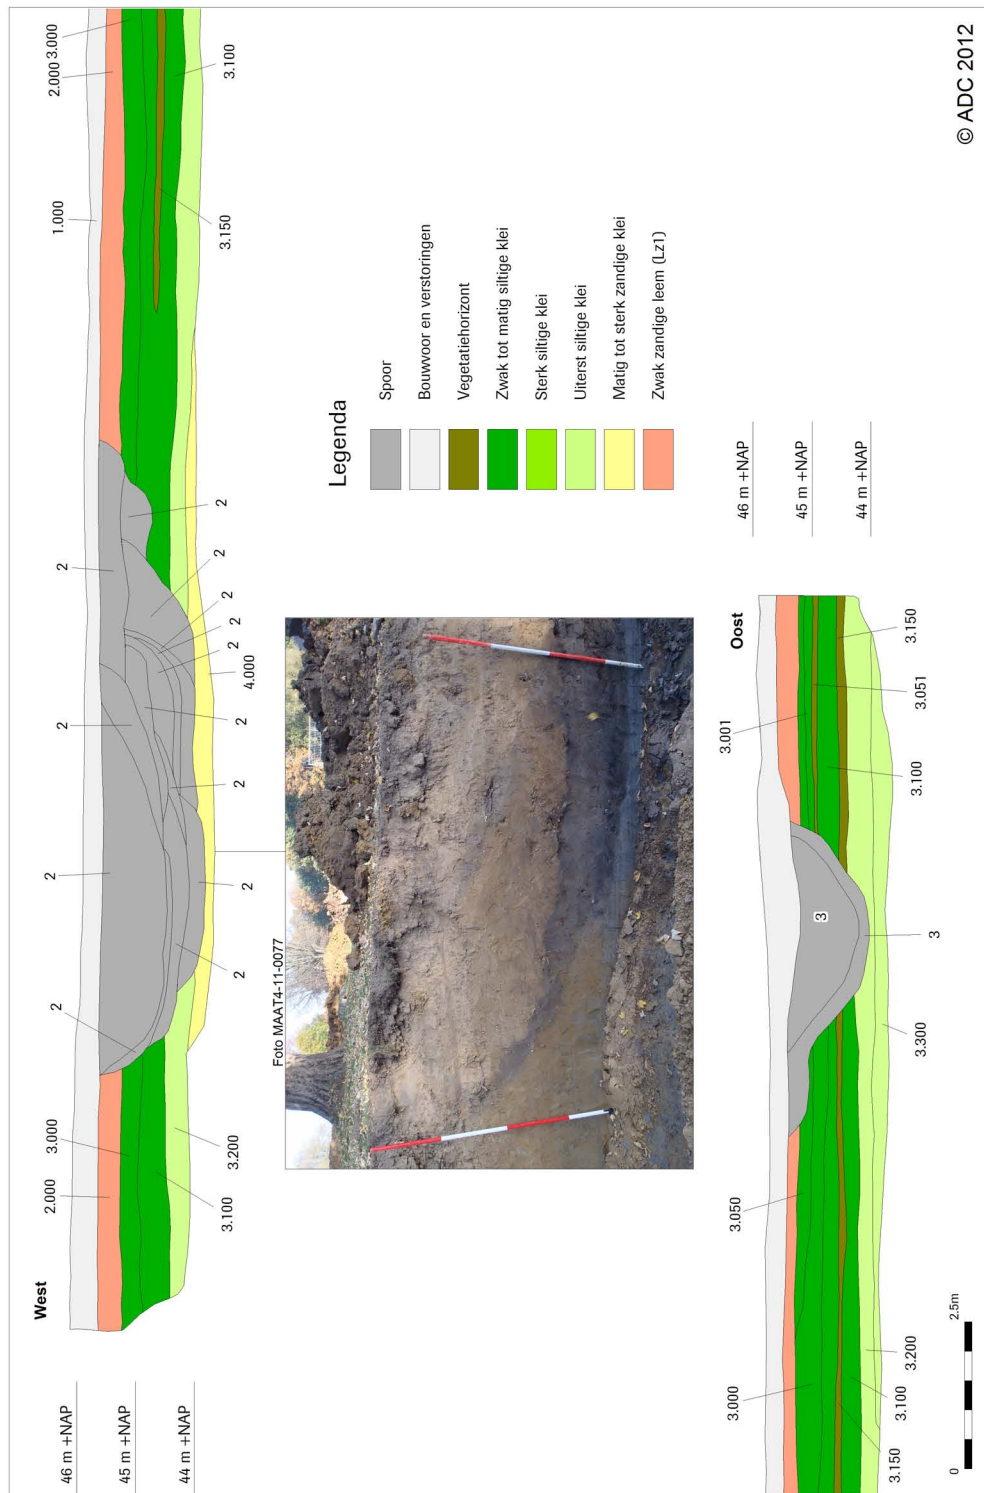 West
46 m +NAP
45 m +NAP
44 m +NAP
2.000
3.000
3.100
3.200
2
2
2
2
2
2
2
2
2
2
2
2
4.000
1.000
2.000
3.000
3.150
3.100
Foto MAAT4-11-0077
Legenda
Spoor
Bouwvoor en verstoringen
Vegetatiehorizont
Zwak tot matig siltige klei
Sterk siltige klei
Uiterst siltige klei
Matig tot sterk zandige klei
Zwak zandige leem (Lz1)
3.000
3.050
3.001
Oost
46 m +NAP
45 m +NAP
44 m +NAP
3
3
3.150
3.100
3.200
3.300
3.100
3.051
3.150
0
2.5m
© ADC 2012